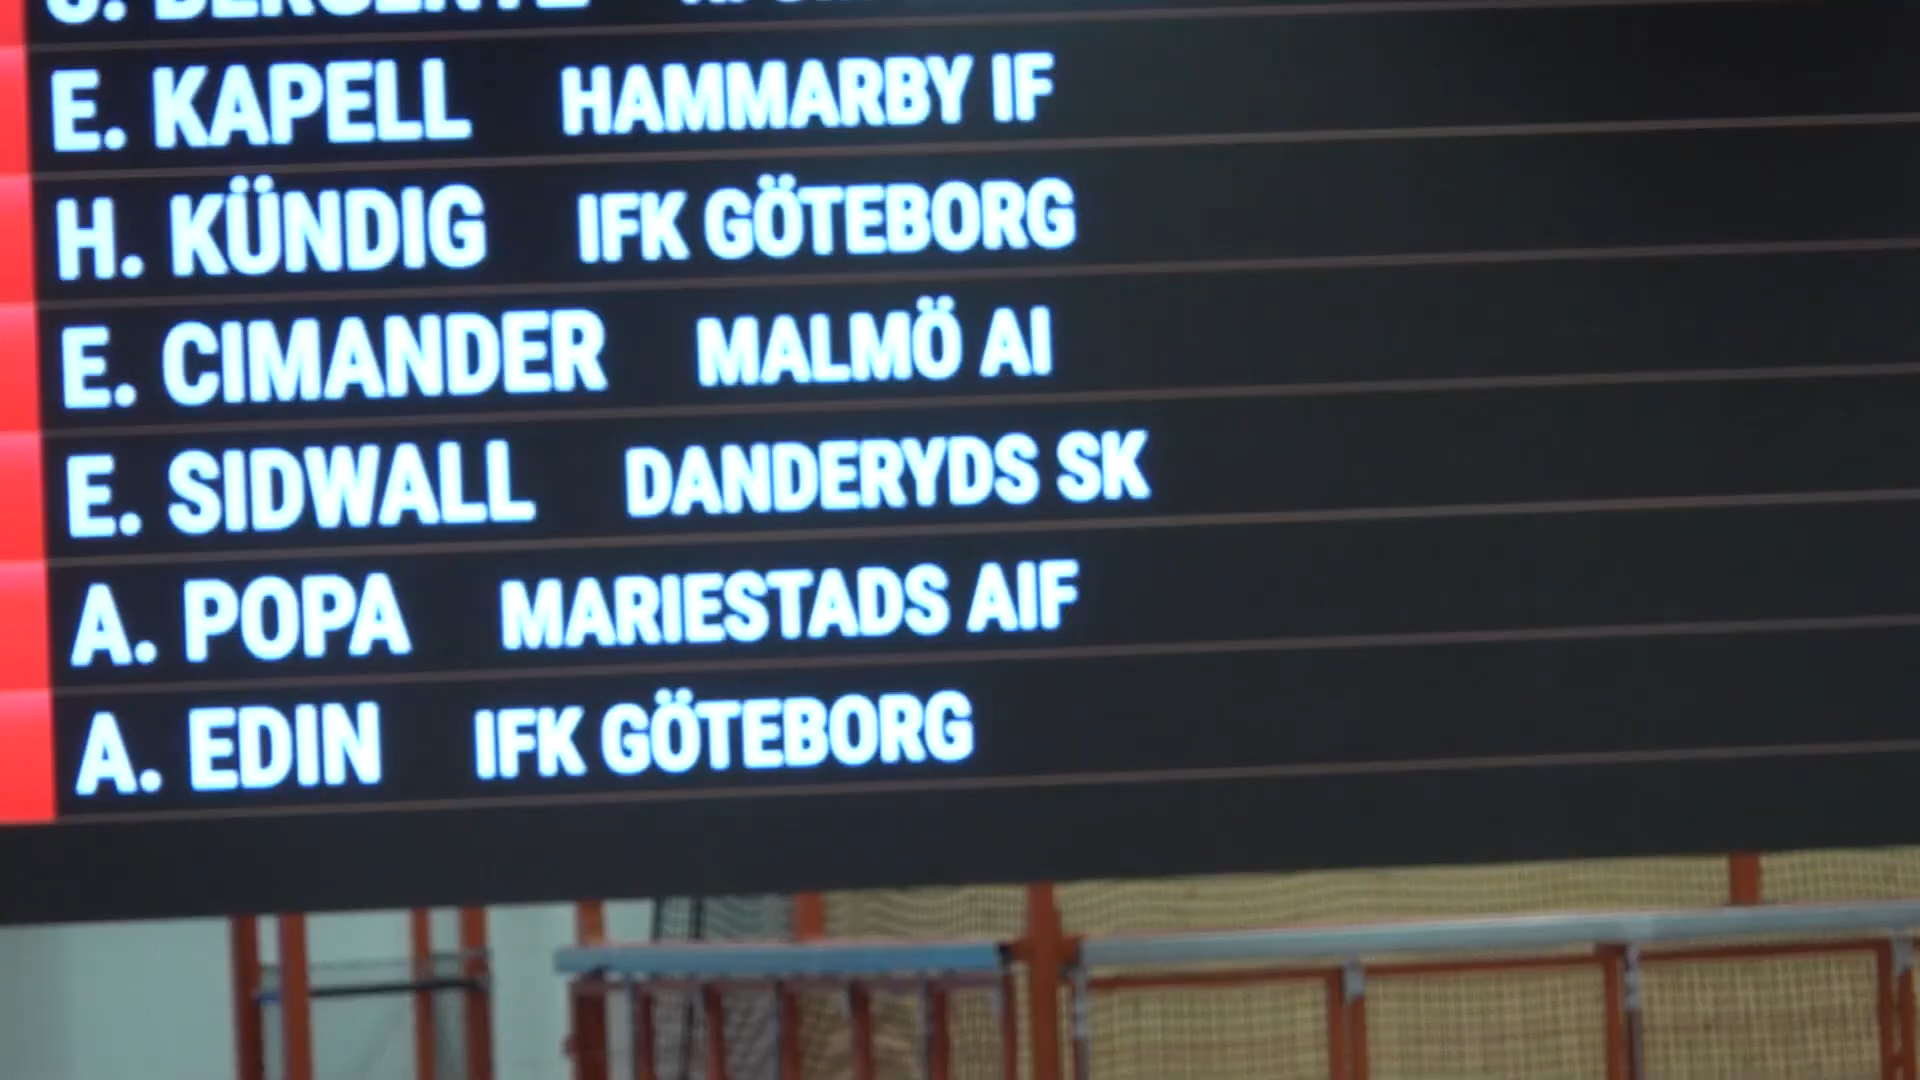 E. KAPELL HAMMARBY IF
H. KÜNDIG IFK GÖTEBORG
E. CIMANDER MALMÖ AI
E. SIDWALL DANDERYDS SK
A. POPA MARIESTADS AIF
A. EDIN IFK GÖTEBORG